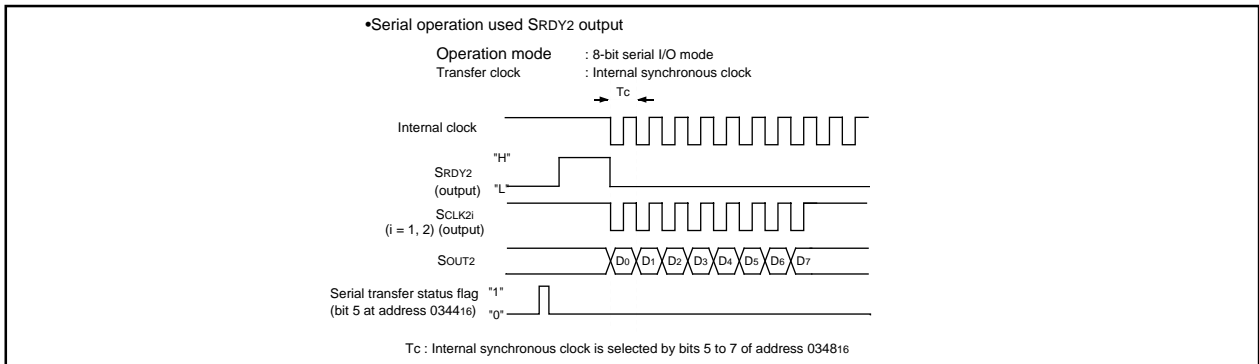 •Serial operation used SRDY2 output
Operation mode : 8-bit serial I/O mode
Transfer clock : Internal synchronous clock
Tc
Internal clock
"H"
SRDY2
(output) "L"
SCLK2i
(i = 1, 2) (output)
SOUT2 D0 D1 D2 D3 D4 D5 D6 D7
Serial transfer status flag "1"
(bit 5 at address 034416) "0"
Tc : Internal synchronous clock is selected by bits 5 to 7 of address 034816